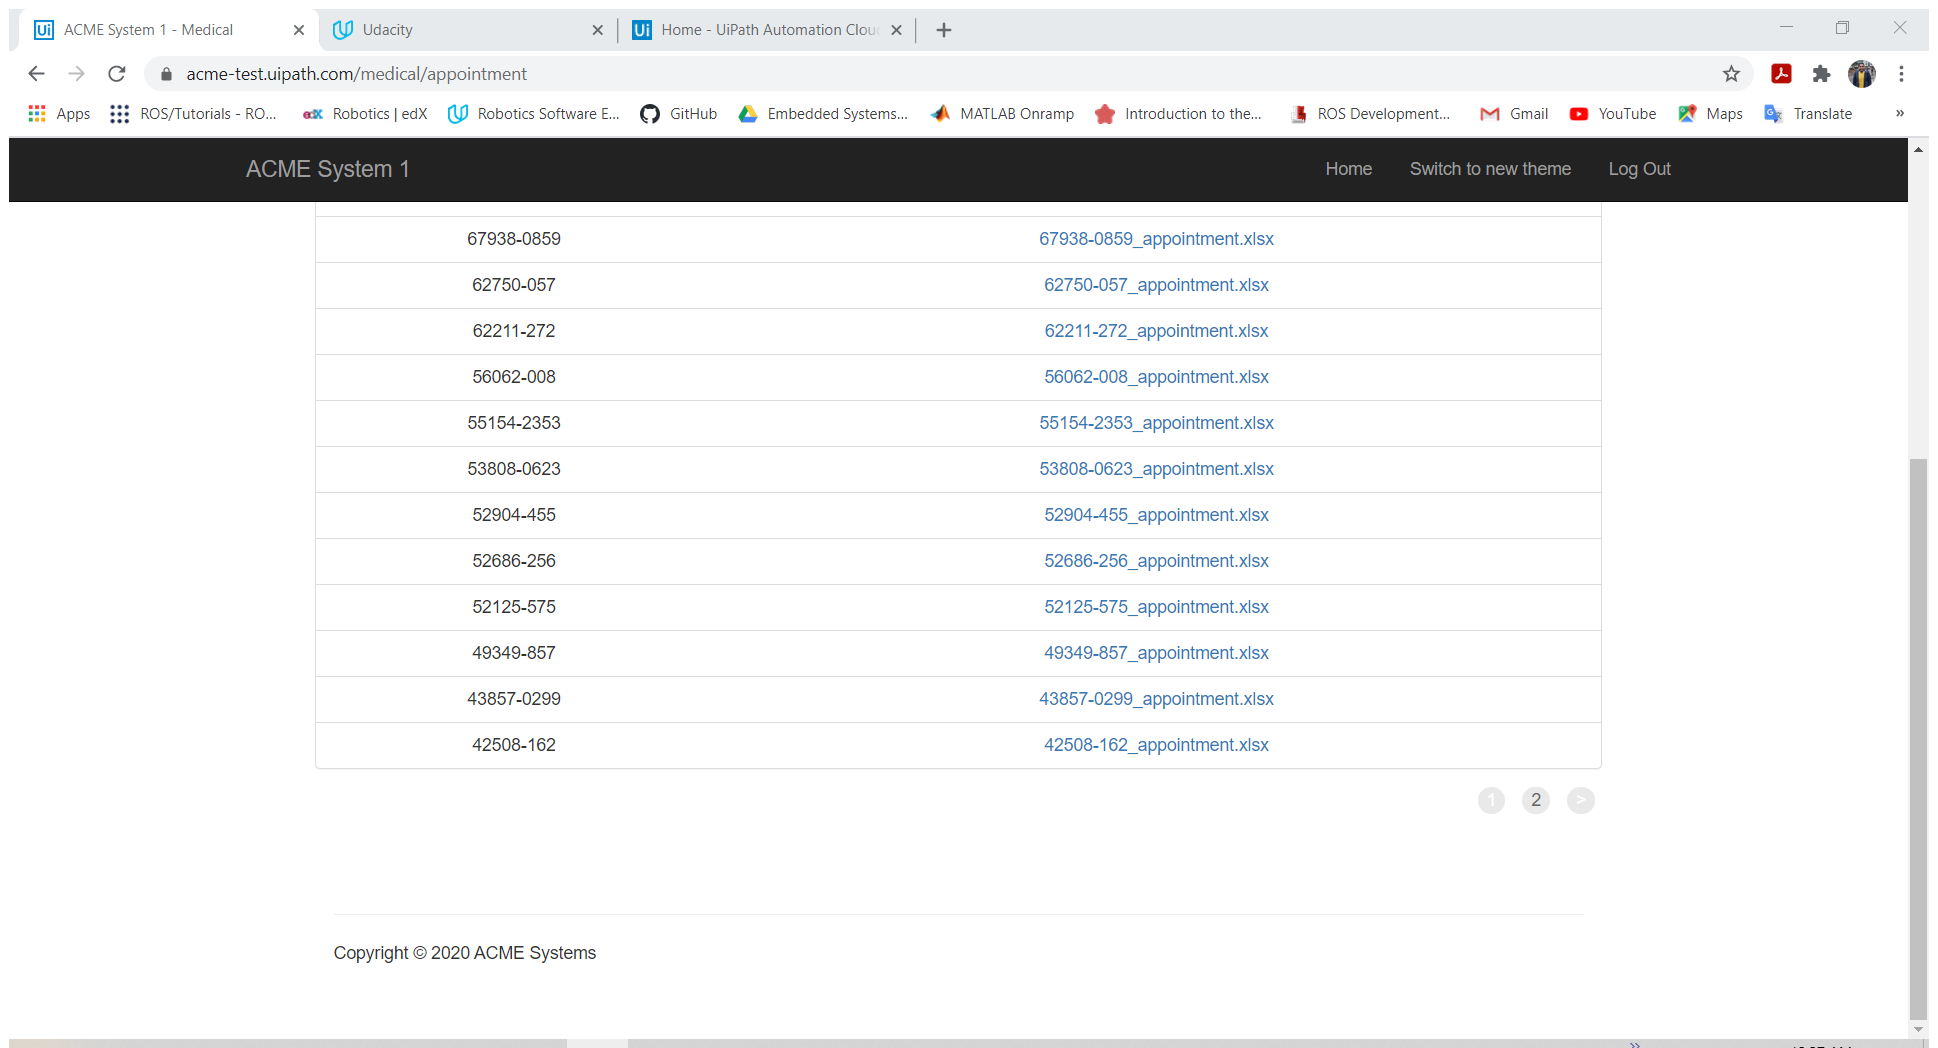 Ui ACME System 1 - Medical Udacity Ui Home - UiPath Automation Clou
acme-test.uipath.com/medical/appointment
Apps ROS/Tutorials - RO... edX Robotics | edX Robotics Software E... GitHub Embedded Systems... MATLAB Onramp Introduction to the... ROS Development... Gmail YouTube Maps Translate »
ACME System 1 Home Switch to new theme Log Out
67938-0859 67938-0859_appointment.xlsx
62750-057 62750-057_appointment.xlsx
62211-272 62211-272_appointment.xlsx
56062-008 56062-008_appointment.xlsx
55154-2353 55154-2353_appointment.xlsx
53808-0623 53808-0623_appointment.xlsx
52904-455 52904-455_appointment.xlsx
52686-256 52686-256_appointment.xlsx
52125-575 52125-575_appointment.xlsx
49349-857 49349-857_appointment.xlsx
43857-0299 43857-0299_appointment.xlsx
42508-162 42508-162_appointment.xlsx
1 2 >
Copyright © 2020 ACME Systems